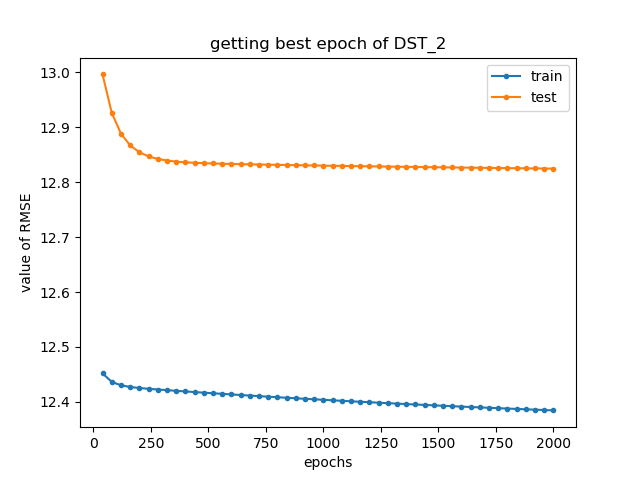 getting best epoch of DST_2
train
test
value of RMSE
13.0
12.9
12.8
12.7
12.6
12.5
12.4
0 250 500 750 1000 1250 1500 1750 2000
epochs